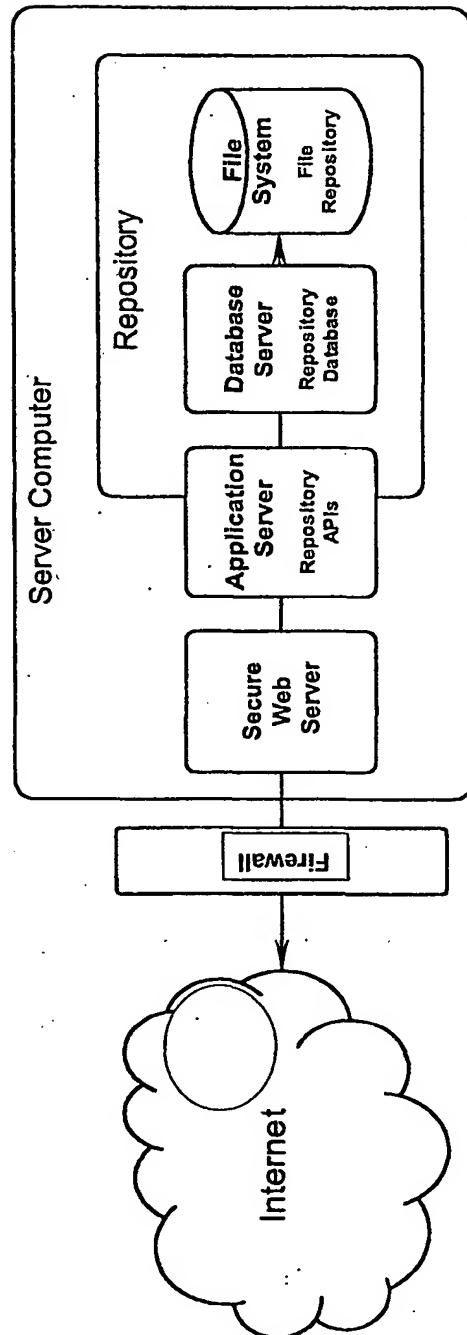 Server Computer
Repository
File
System
File
Repository
Database
Server
Repository
Database
Application
Server
Repository
APIs
Secure
Web
Server
Firewall
Internet